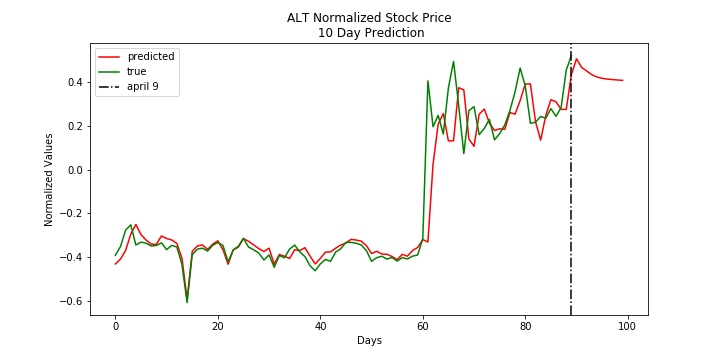 ALT Normalized Stock Price
10 Day Prediction
predicted
true
april 9
Normalized Values
0.4
0.2
0.0
−0.2
−0.4
−0.6
0 20 40 60 80 100
Days